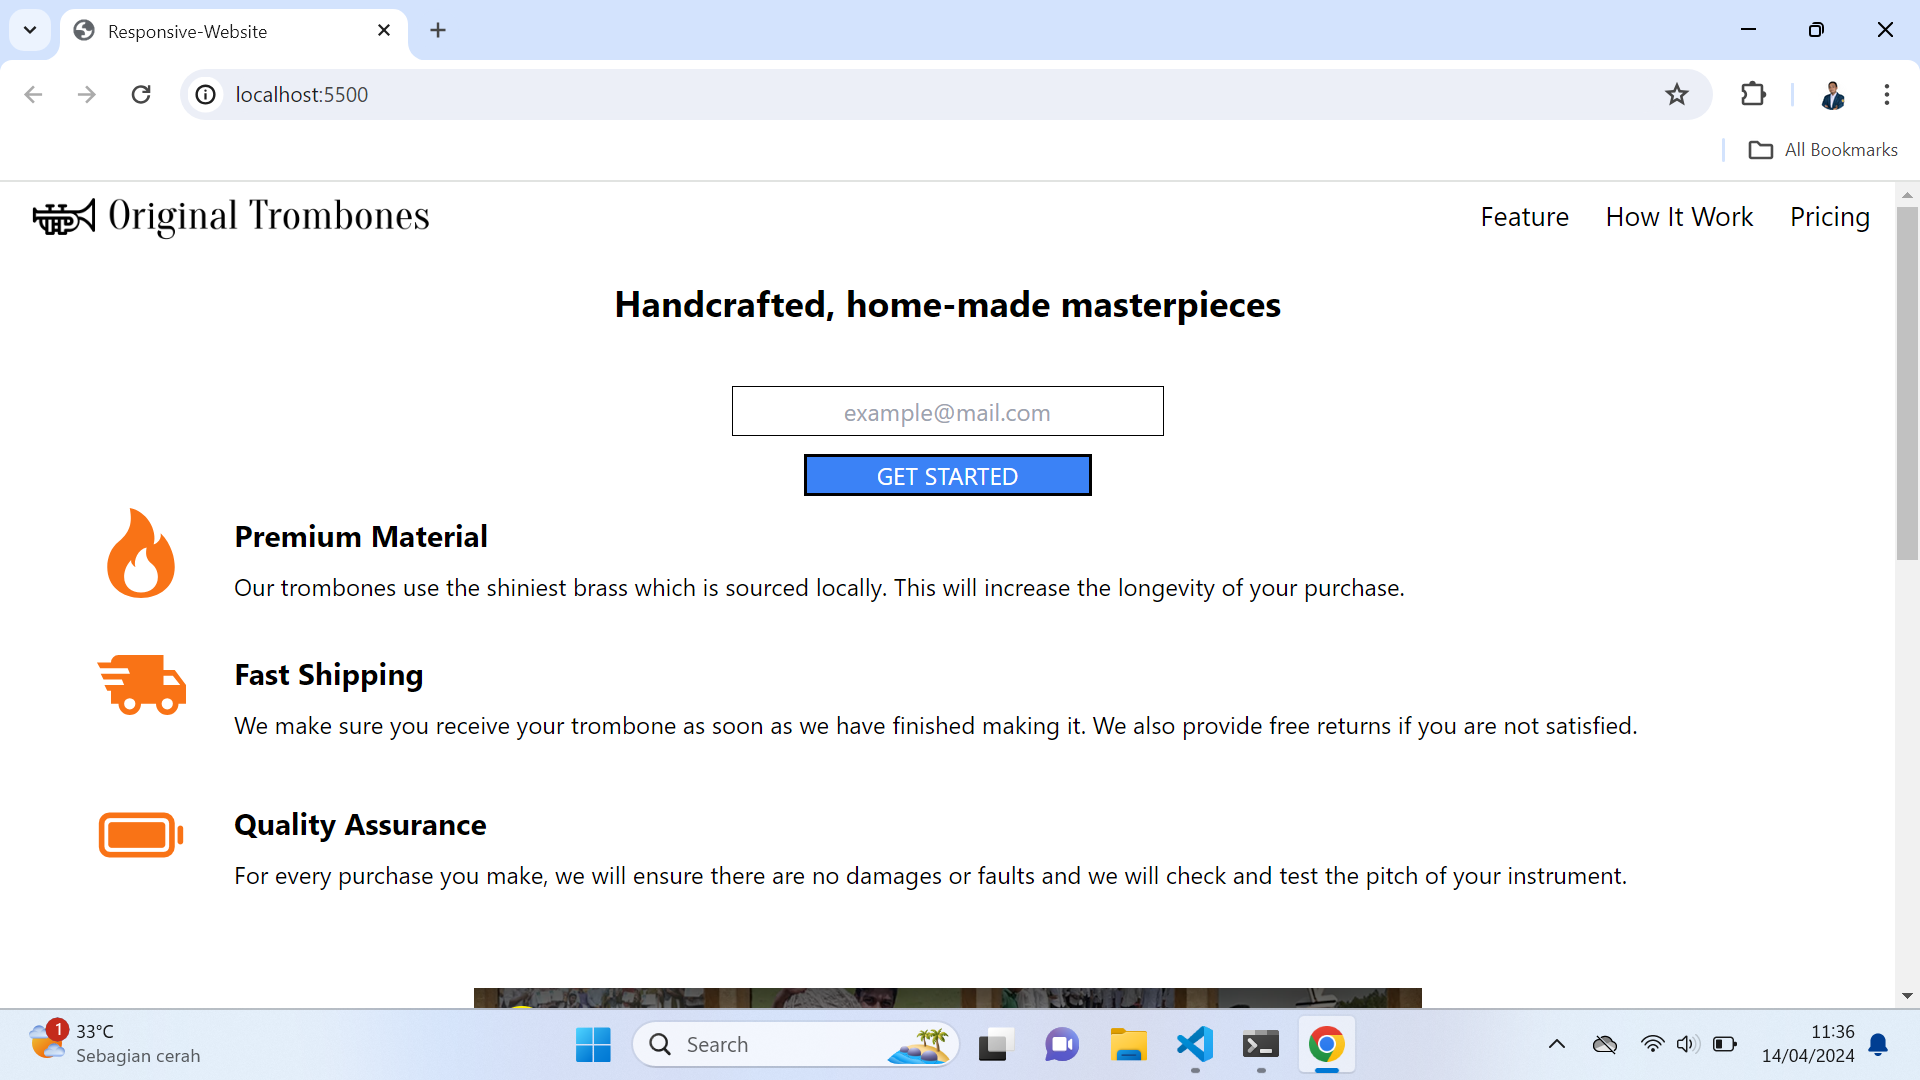 Responsive-Website
localhost:5500
All Bookmarks
Original Trombones
Feature
How It Work
Pricing
Handcrafted, home-made masterpieces
example@mail.com
GET STARTED
Premium Material
Our trombones use the shiniest brass which is sourced locally. This will increase the longevity of your purchase.
Fast Shipping
We make sure you receive your trombone as soon as we have finished making it. We also provide free returns if you are not satisfied.
Quality Assurance
For every purchase you make, we will ensure there are no damages or faults and we will check and test the pitch of your instrument.
1
33°C
Sebagian cerah
Search
11:36
14/04/2024